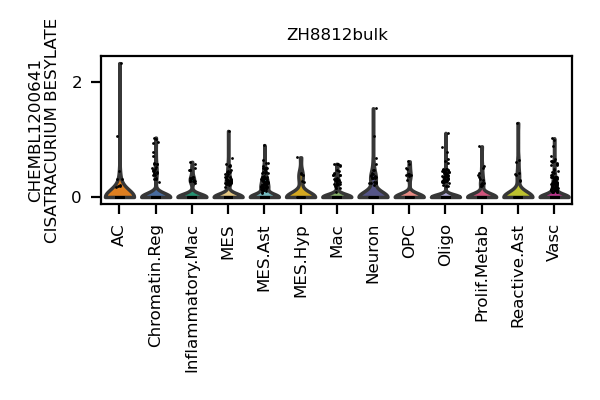 ZH8812bulk
CHEMBL1200641
CISATRACURIUM BESYLATE
2
0
AC
Chromatin.Reg
Inflammatory.Mac
MES
MES.Ast
MES.Hyp
Mac
Neuron
OPC
Oligo
Prolif.Metab
Reactive.Ast
Vasc